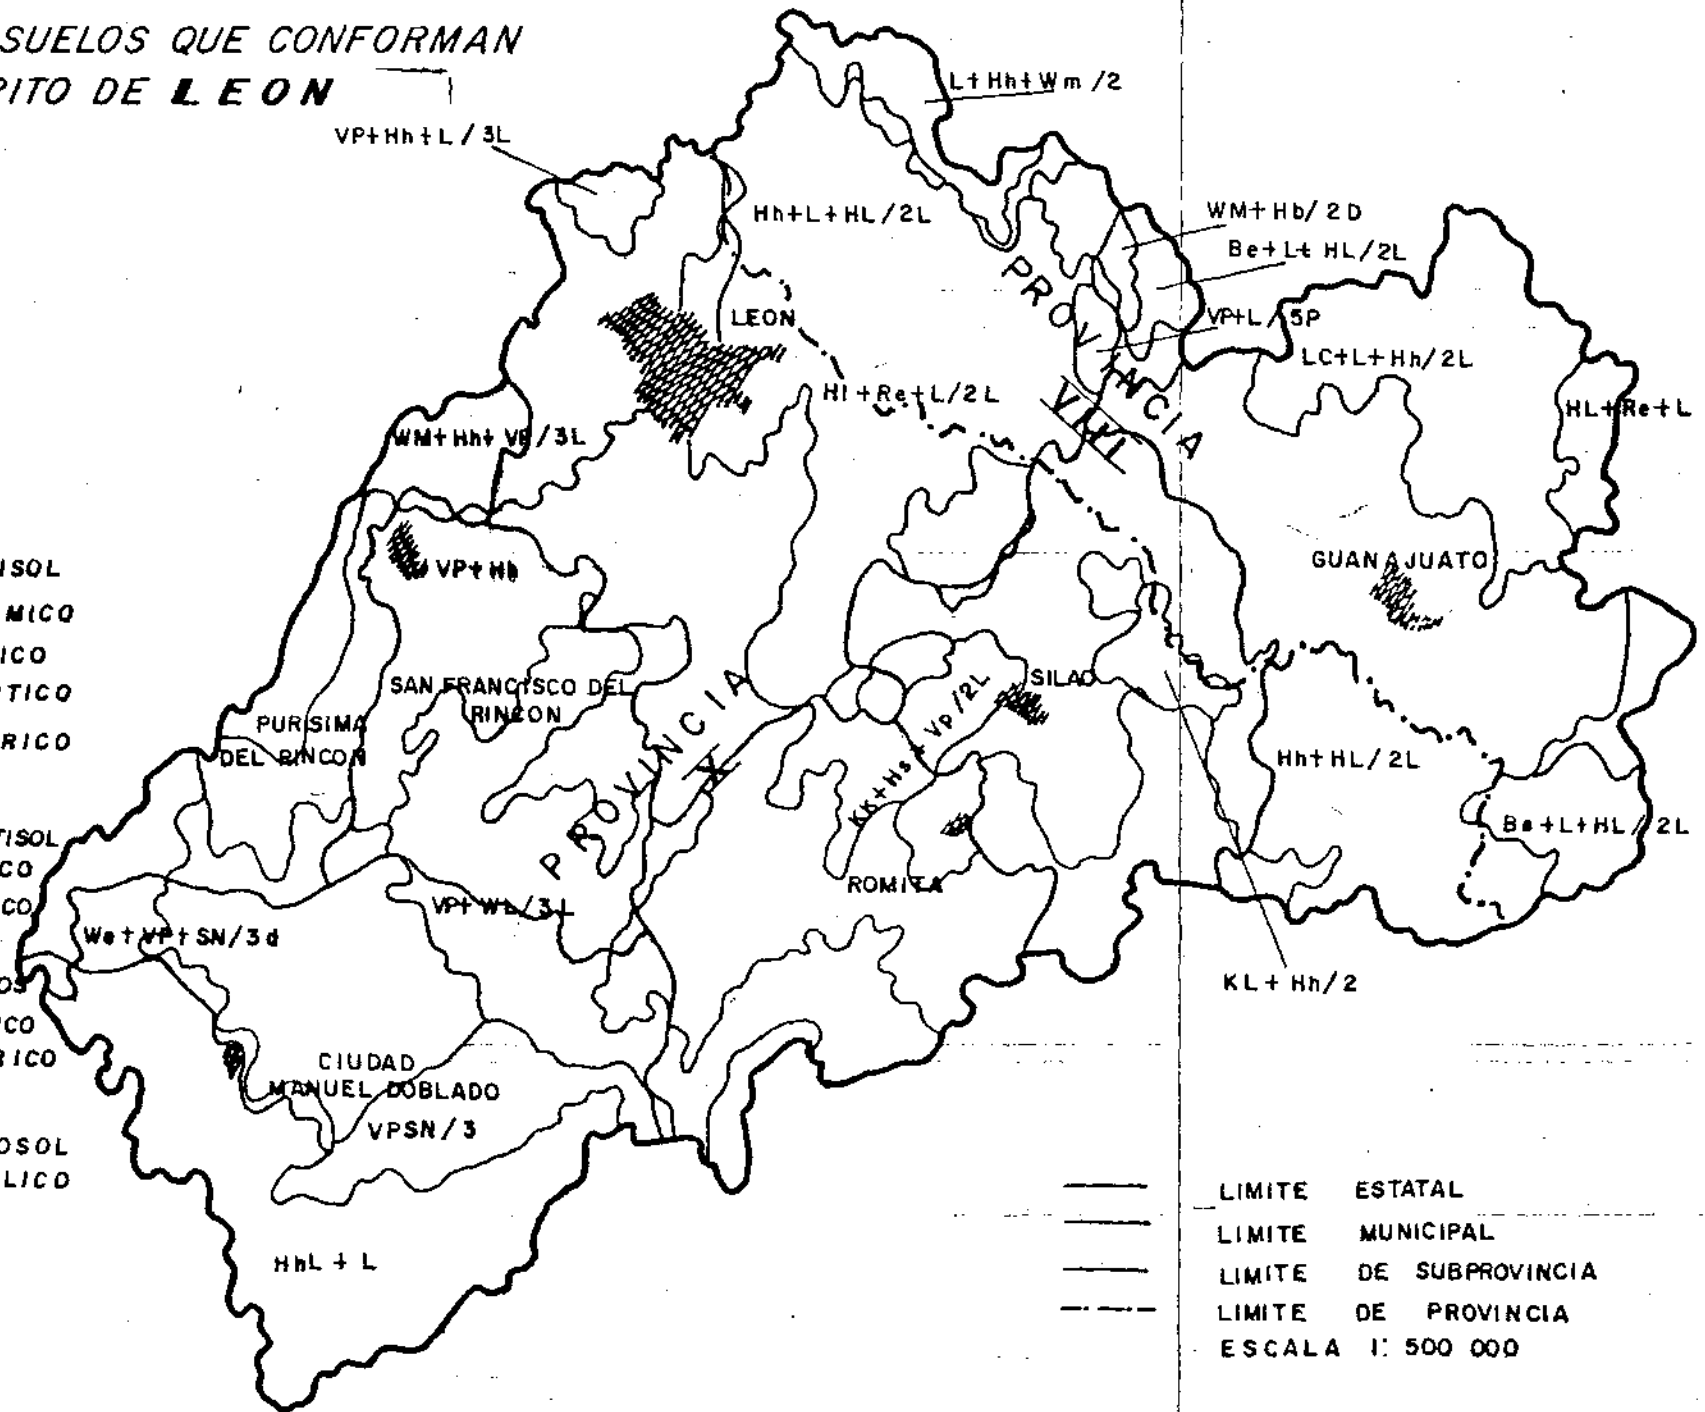 SUELOS QUE CONFORMAN
PITO DE LEON
L+Hh+Wm/2
VP+Hh+L/3L
Hh+L+HL/2L
WM+Hb/2D
Be+L+HL/2L
VP+L/5P
LC+L+Hh/2L
HL+Re+L
PROVINCIA
VIII
LEON
Hl+Re+L/2L
WM+Hh+VP/3L
VP+Hh
GUANAJUATO
ISOL
MICO
ICO
TICO
RICO
SAN FRANCISCO DEL
RINCON
PURISIMA
DEL RINCON
SILAO
PROVINCIA
X
KK+Hs+Vp/2L
Hh+HL/2L
Be+L+HL/2L
TISOL
CO
CO
ROMITA
VP+WL/3L
We+VP+SN/3d
KL+Hh/2
OS
ICO
RICO
CIUDAD
MANUEL DOBLADO
VPSN/3
OSOL
LICO
HhL+L
LIMITE ESTATAL
LIMITE MUNICIPAL
LIMITE DE SUBPROVINCIA
LIMITE DE PROVINCIA
ESCALA 1: 500 000